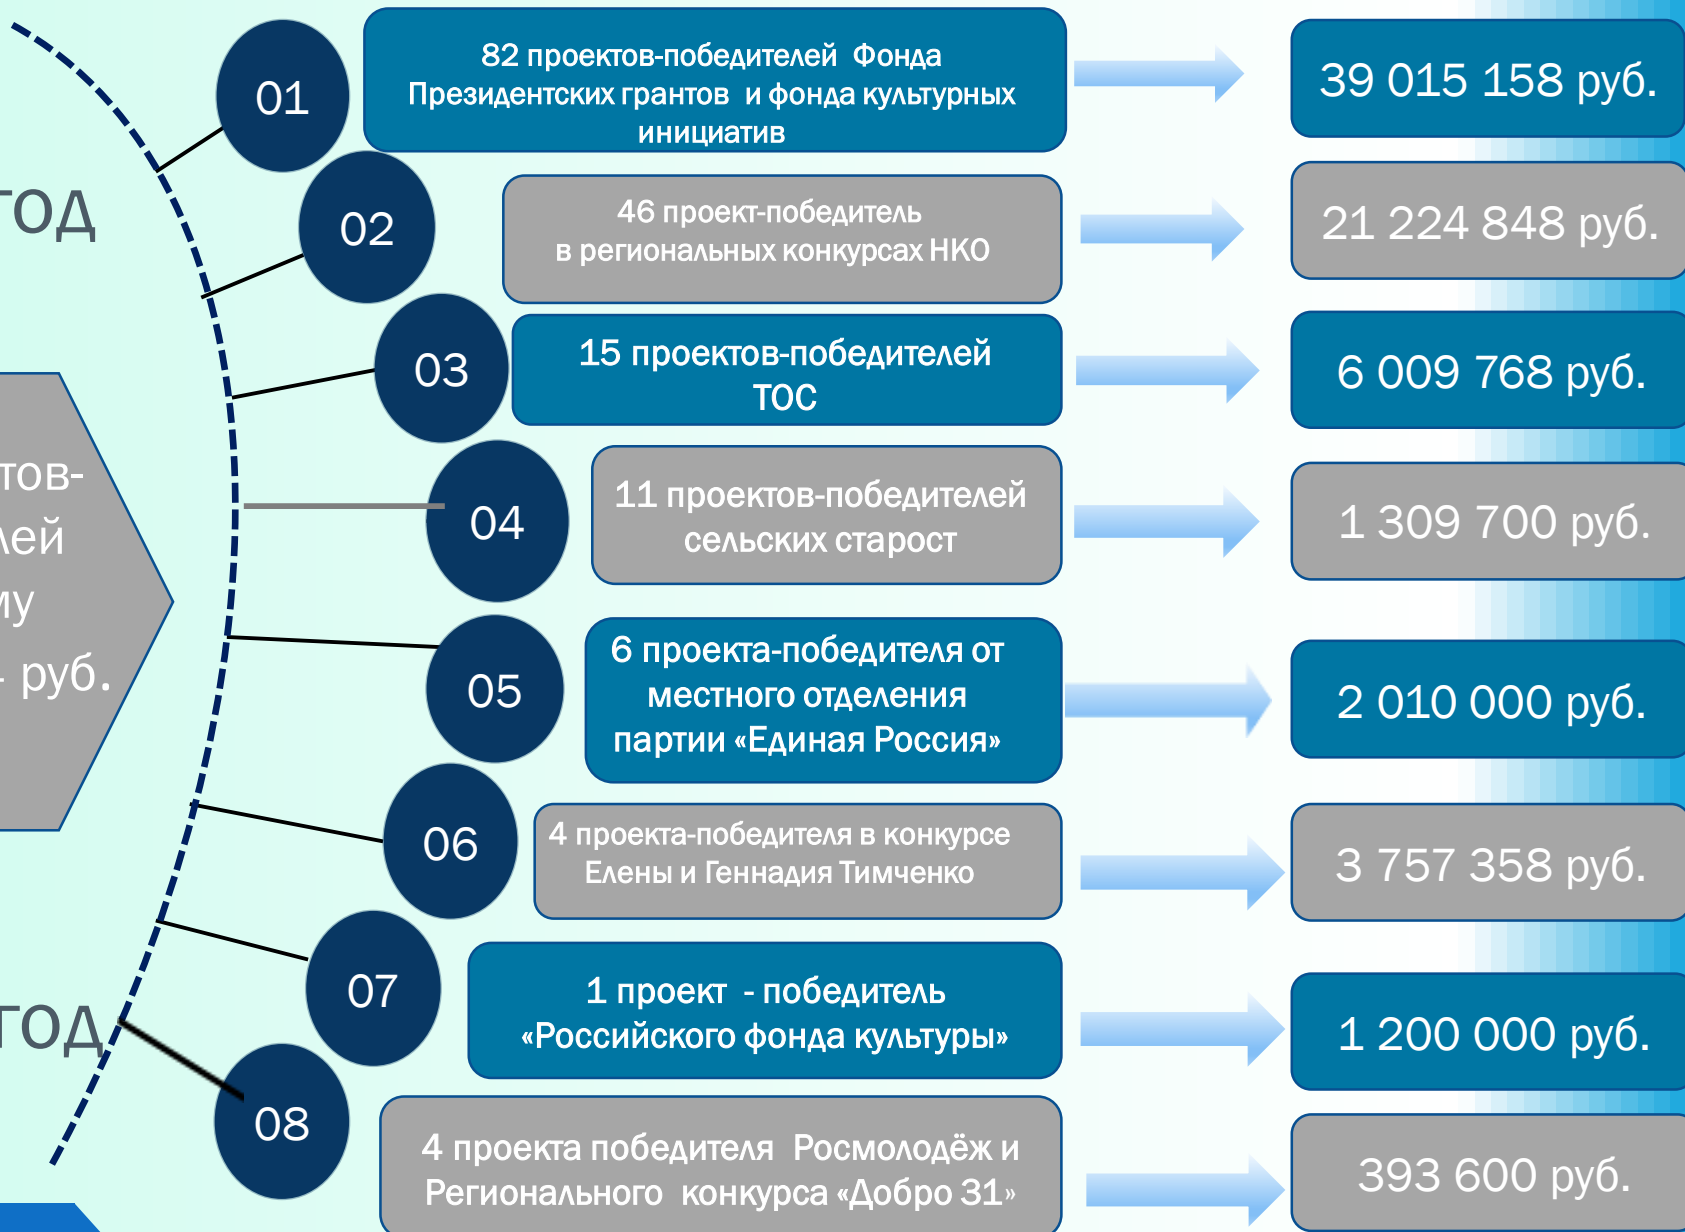 01
82 проектов-победителей Фонда
Президентских грантов и фонда культурных
инициатив
39 015 158 руб.
02
46 проект-победитель
в региональных конкурсах НКО
21 224 848 руб.
03
15 проектов-победителей
ТОС
6 009 768 руб.
04
11 проектов-победителей
сельских старост
1 309 700 руб.
05
6 проекта-победителя от
местного отделения
партии «Единая Россия»
2 010 000 руб.
06
4 проекта-победителя в конкурсе
Елены и Геннадия Тимченко
3 757 358 руб.
07
1 проект - победитель
«Российского фонда культуры»
1 200 000 руб.
08
4 проекта победителя Росмолодёж и
Регионального конкурса «Добро 31»
393 600 руб.
год
руб.
год